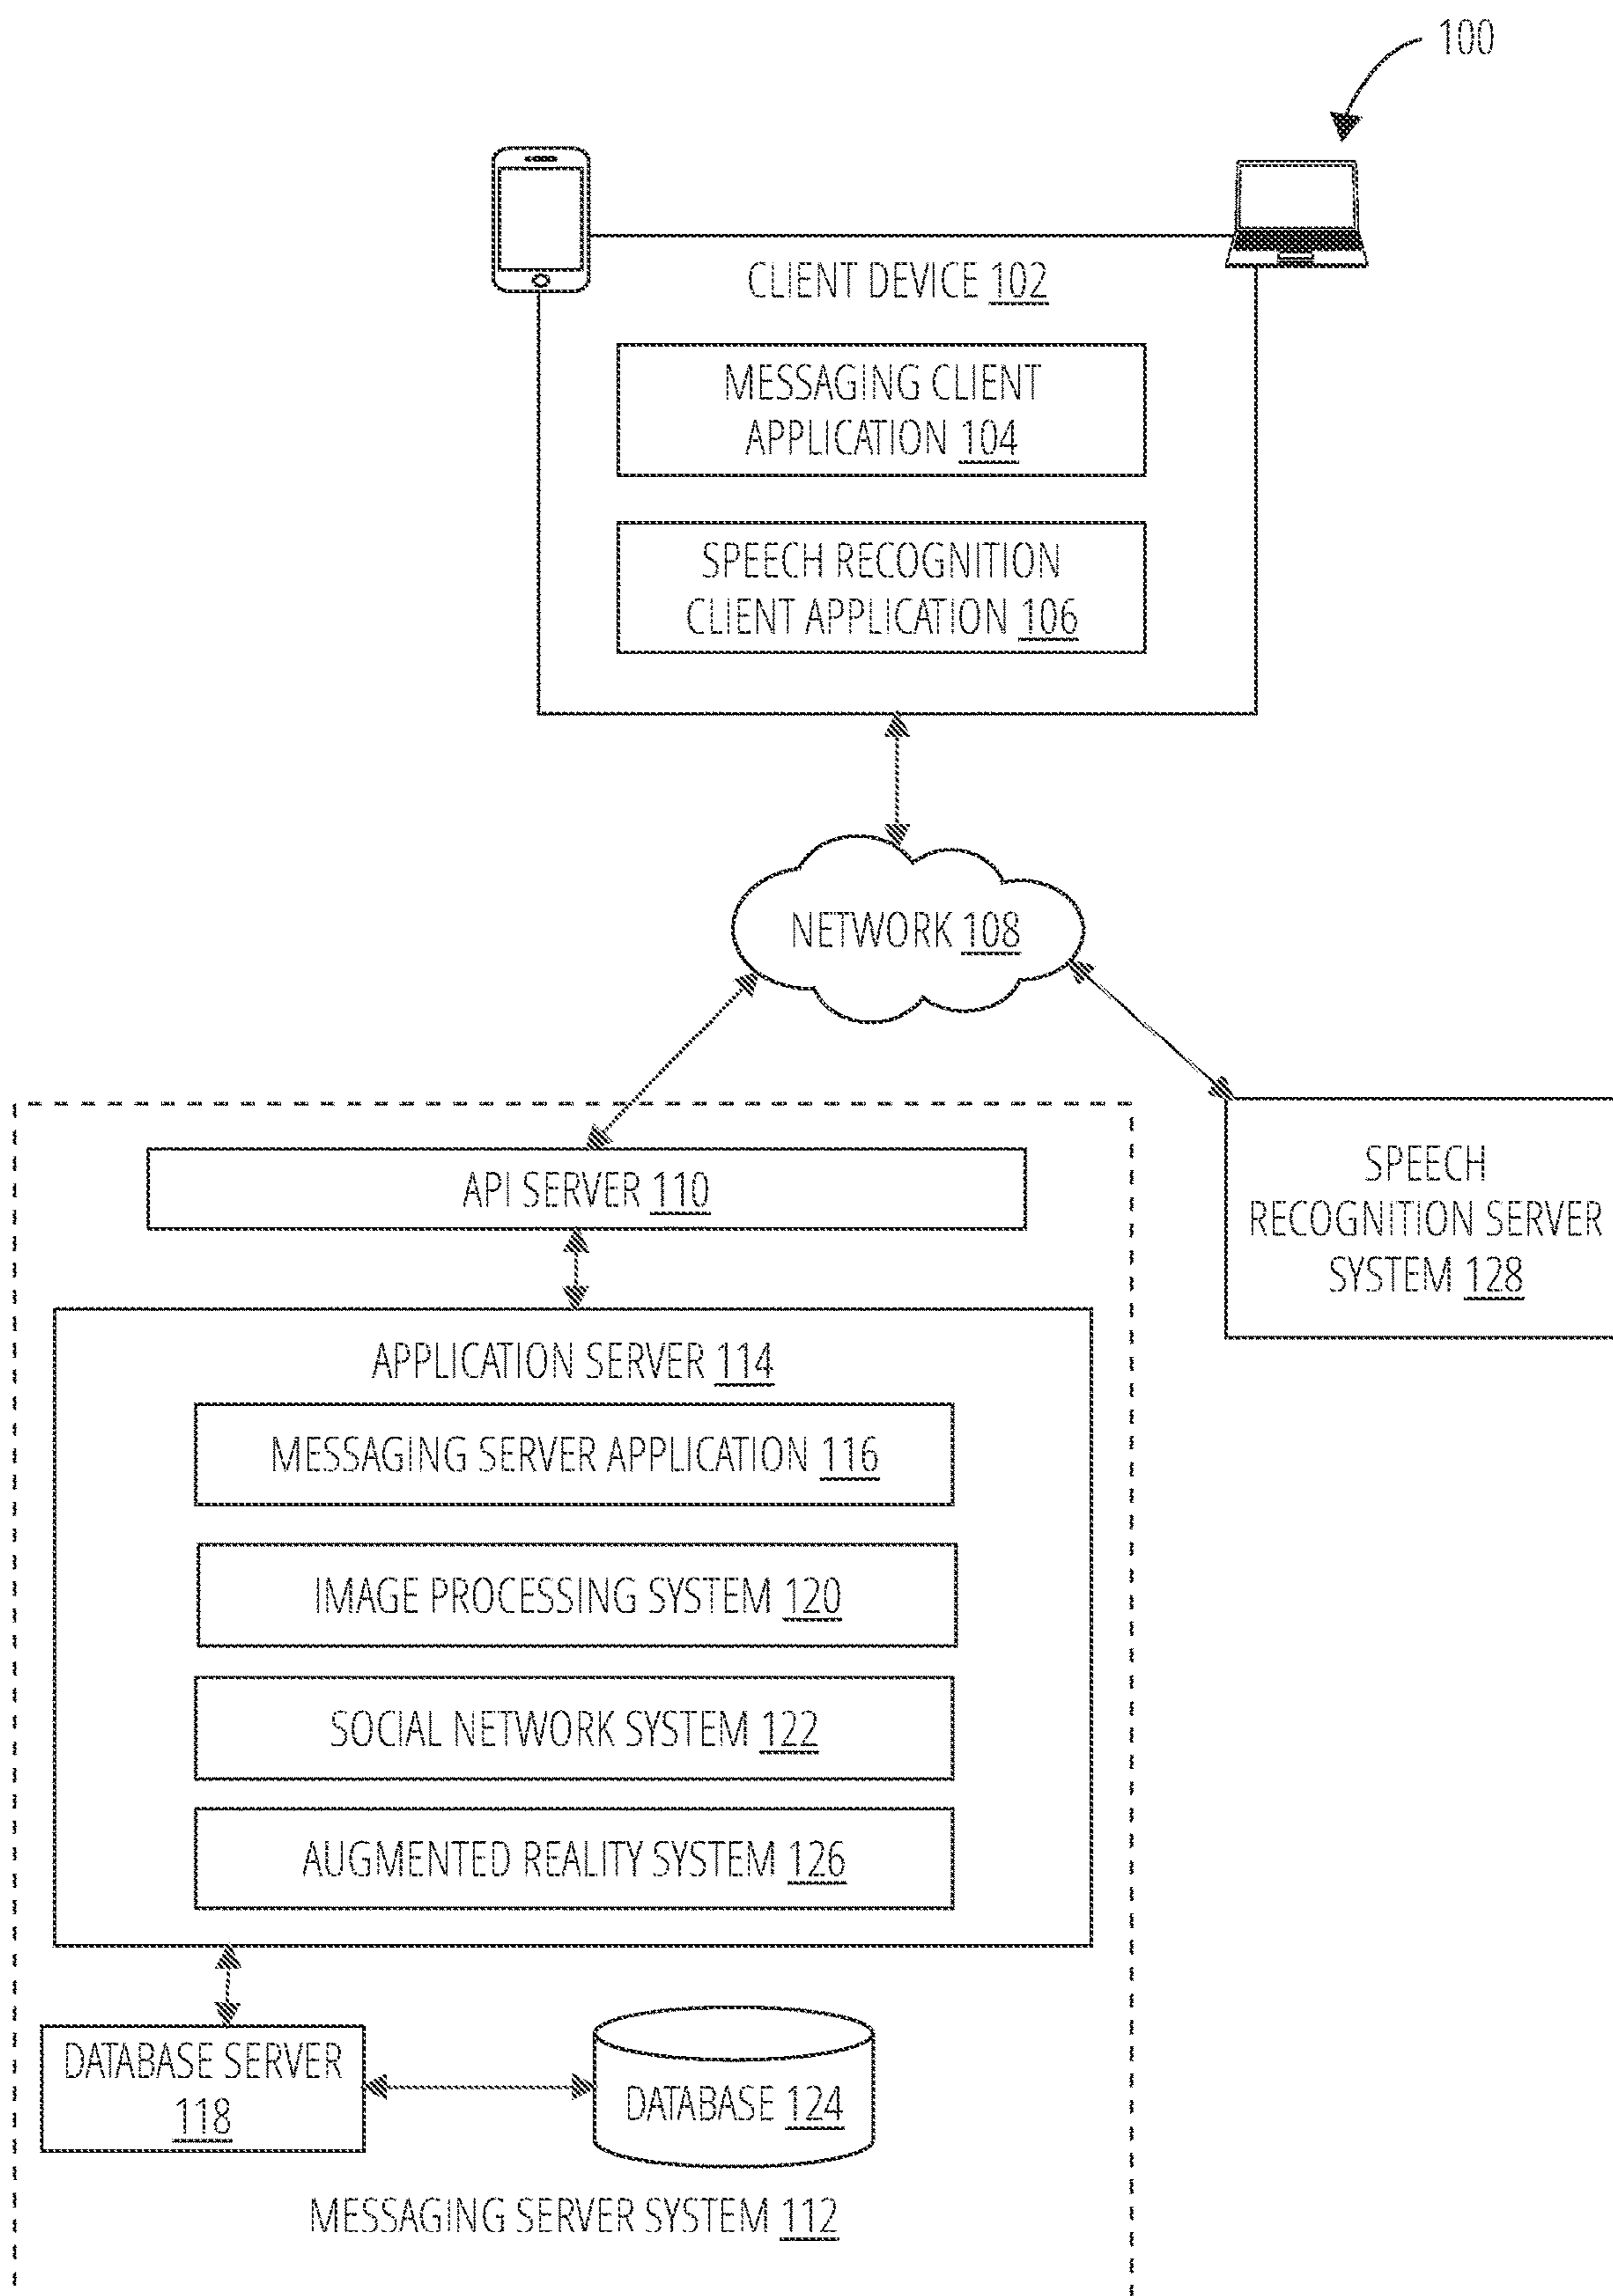 100
CLIENT DEVICE 102
MESSAGING CLIENT
APPLICATION 104
SPEECH RECOGNITION
CLIENT APPLICATION 106
NETWORK 108
API SERVER 110
SPEECH
RECOGNITION SERVER
SYSTEM 128
APPLICATION SERVER 114
MESSAGING SERVER APPLICATION 116
IMAGE PROCESSING SYSTEM 120
SOCIAL NETWORK SYSTEM 122
AUGMENTED REALITY SYSTEM 126
DATABASE SERVER
118
DATABASE 124
MESSAGING SERVER SYSTEM 112